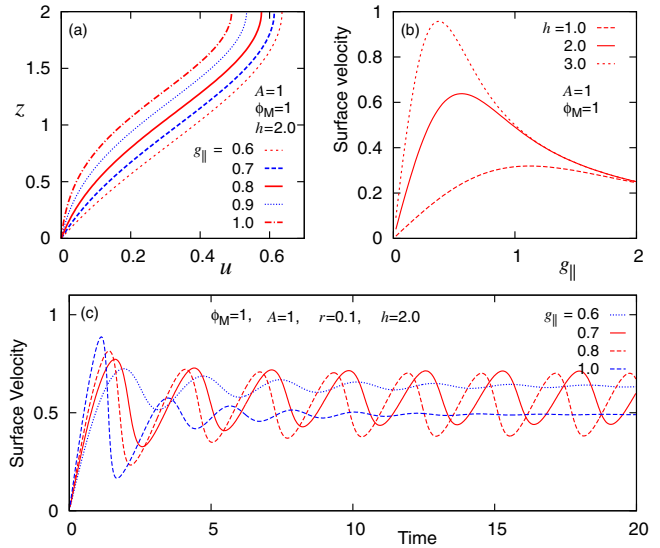 (a)
2
1.5
1
0.5
0
z
A=1
ϕM=1
h=2.0
g∥ = 0.6
0.7
0.8
0.9
1.0
0 0.2 0.4 0.6
u
(b)
1
0.8
0.6
0.4
0.2
0
Surface velocity
h=1.0
2.0
3.0
A=1
ϕM=1
0 1 2
g∥
(c)
ϕM=1, A=1, r=0.1, h=2.0
g∥ = 0.6
0.7
0.8
1.0
1
0.5
0
Surface Velocity
0 5 10 15 20
Time